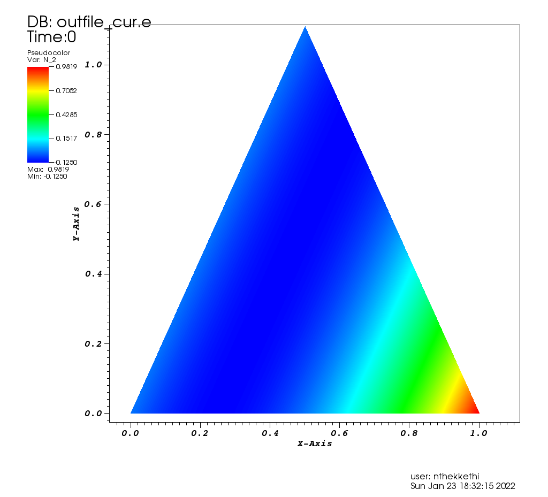 DB: outfile_cur.e
Time:0
Pseudocolor
Var: N_2
0.9819
0.7052
0.4285
0.1517
0.1250
Max: 0.9819
Min: -0.1250
1.0
0.8
0.6
0.4
0.2
0.0
Y-Axis
0.0 0.2 0.4 0.6 0.8 1.0
X-Axis
user: nthekkethi
Sun Jan 23 18:32:15 2022